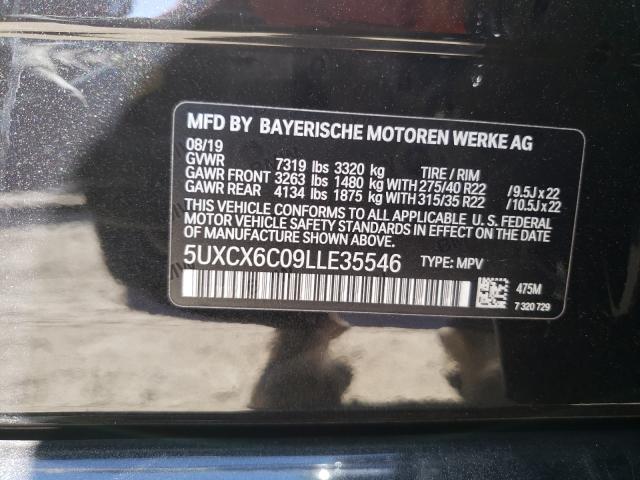 MFD BY BAYERISCHE MOTOREN WERKE AG
08/19
GVWR 7319 lbs 3320 kg TIRE / RIM
GAWR FRONT 3263 lbs 1480 kg WITH 275/40 R22 /9.5J x 22
GAWR REAR 4134 lbs 1875 kg WITH 315/35 R22 /10.5J x 22
THIS VEHICLE CONFORMS TO ALL APPLICABLE U. S. FEDERAL
MOTOR VEHICLE SAFETY STANDARDS IN EFFECT ON THE DATE
OF MANUFACTURE SHOWN ABOVE.
5UXCX6C09LLE35546 TYPE: MPV
475M
7 320 729